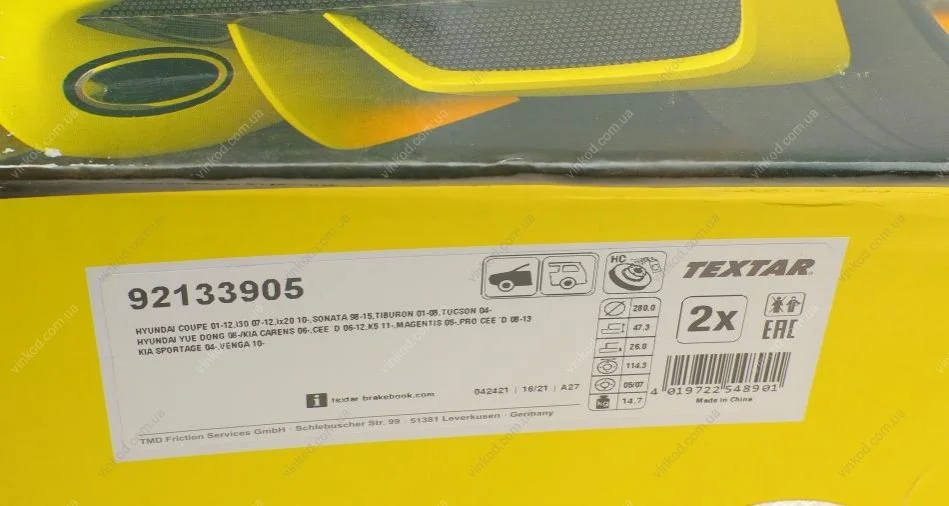 92133905
HYUNDAI COUPE 01-12,i30 07-12,ix20 10-,SONATA 98-15,TIBURON 01-08,TUCSON 04-
HYUNDAI YUE DONG 08-/KIA CARENS 06-,CEE´D 06-12,K5 11-,MAGENTIS 05-,PRO CEE´D 08-13
KIA SPORTAGE 04-,VENGA 10-
i textar brakebook.com
042421 | 16/21 | A27
TMD Friction Services GmbH · Schlebuscher Str. 99 · 51381 Leverkusen · Germany
HC
280.0
47.3
26.0
114.3
05/07
KG 14.7
TEXTAR®
2x
EAC
4 019722 548901
Made in China
vinkod.com.ua